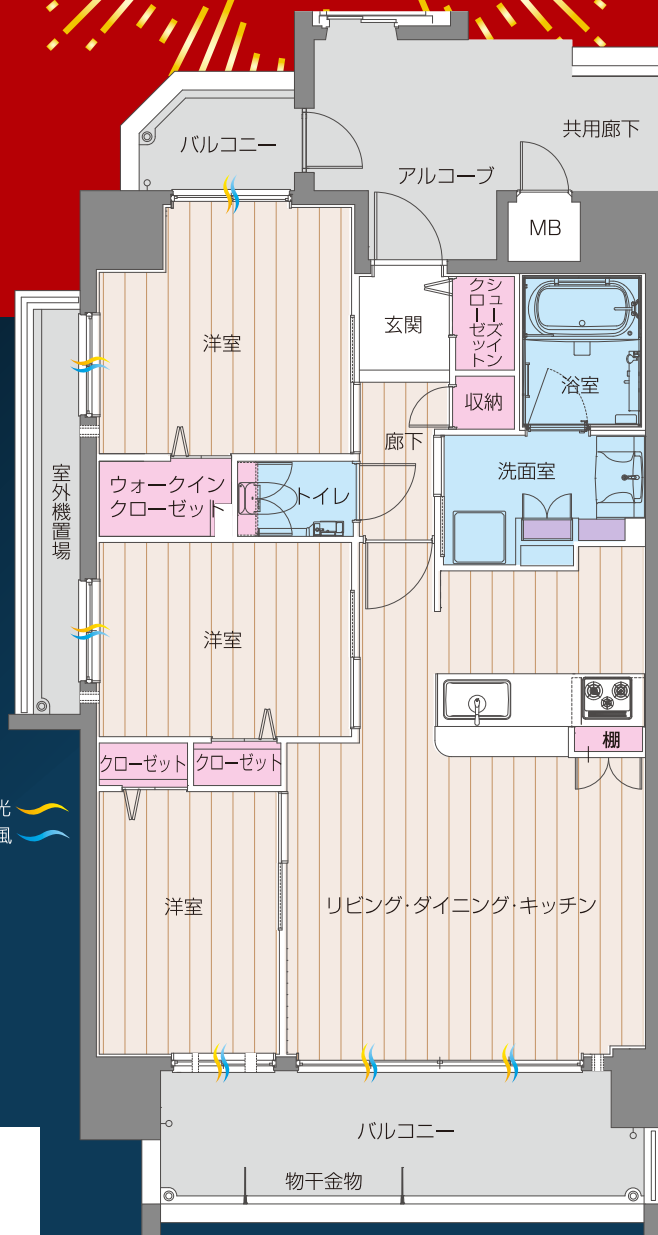 バルコニー
共用廊下
アルコーブ
MB
玄関
シューズイン
クローゼット
洋室
浴室
収納
廊下
洗面室
室外機置場
ウォークイン
クローゼット
トイレ
洋室
棚
クローゼット
クローゼット
光
風
洋室
リビング・ダイニング・キッチン
バルコニー
物干金物